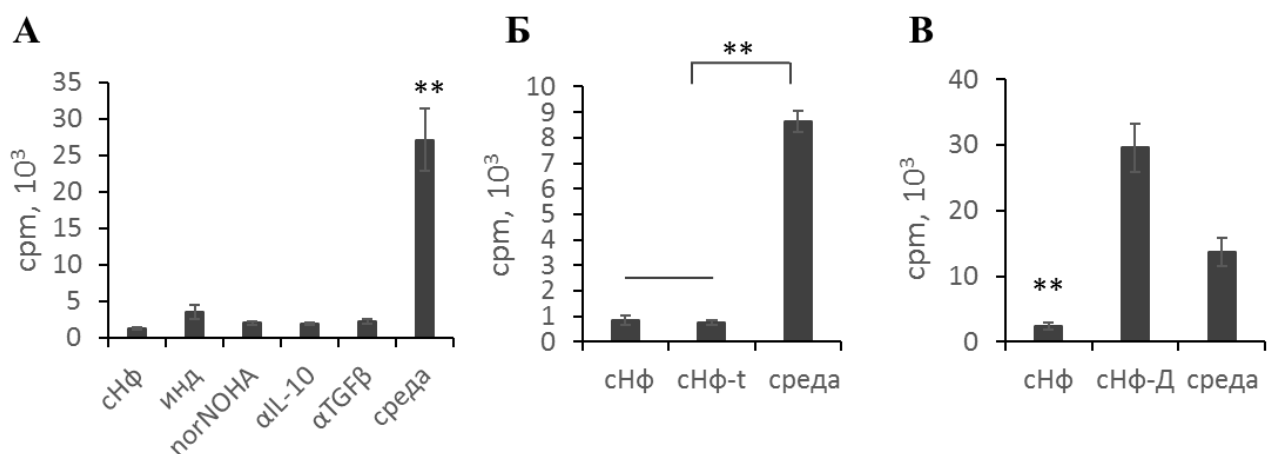 А
35
30
25
20
15
10
5
0
cpm, 10³
**
сНф
инд
norNOHA
αIL-10
αTGFβ
среда
Б
10
9
8
7
6
5
4
3
2
1
0
cpm, 10³
**
сНф
сНф-t
среда
В
40
30
20
10
0
cpm, 10³
**
сНф
сНф-Д
среда